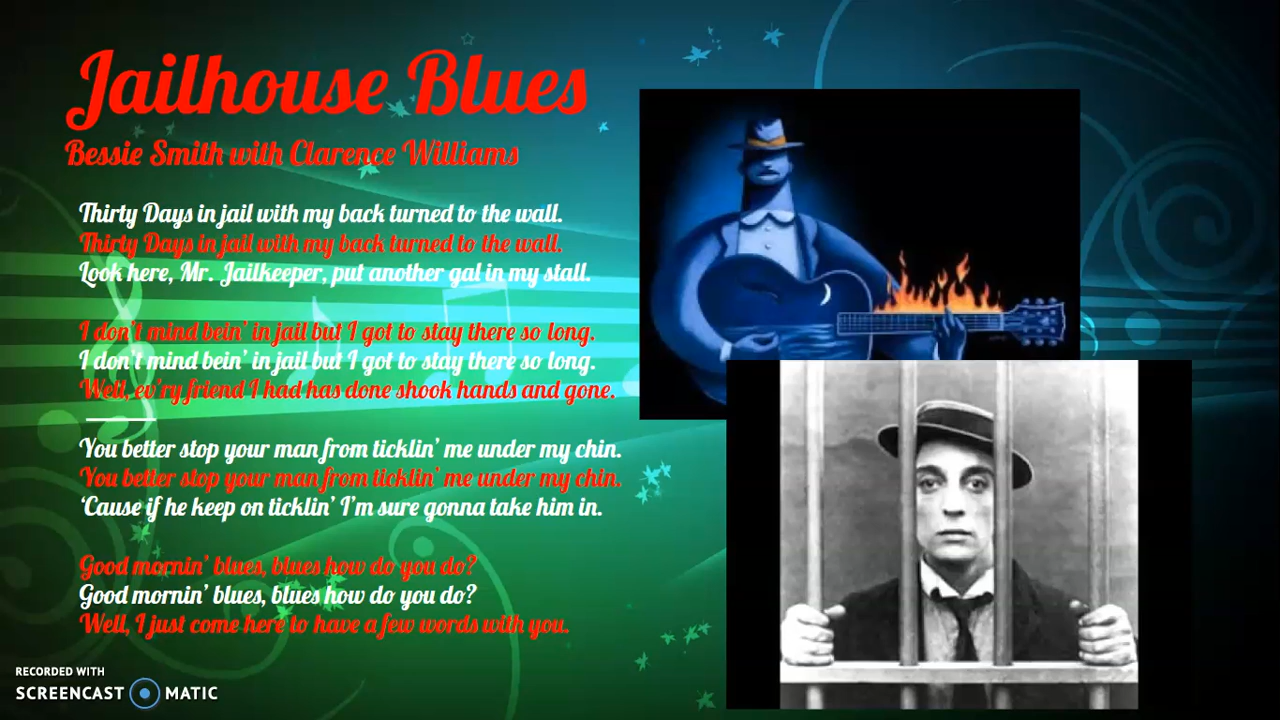 Jailhouse Blues
Bessie Smith with Clarence Williams
Thirty Days in jail with my back turned to the wall.
Thirty Days in jail with my back turned to the wall.
Look here, Mr. Jailkeeper, put another gal in my stall.
I don't mind bein' in jail but I got to stay there so long.
I don't mind bein' in jail but I got to stay there so long.
Well, ev'ry friend I had has done shook hands and gone.
You better stop your man from ticklin' me under my chin.
You better stop your man from ticklin' me under my chin.
‘Cause if he keep on ticklin' I'm sure gonna take him in.
Good mornin' blues, blues how do you do?
Good mornin' blues, blues how do you do?
Well, I just come here to have a few words with you.
RECORDED WITH
SCREENCAST MATIC